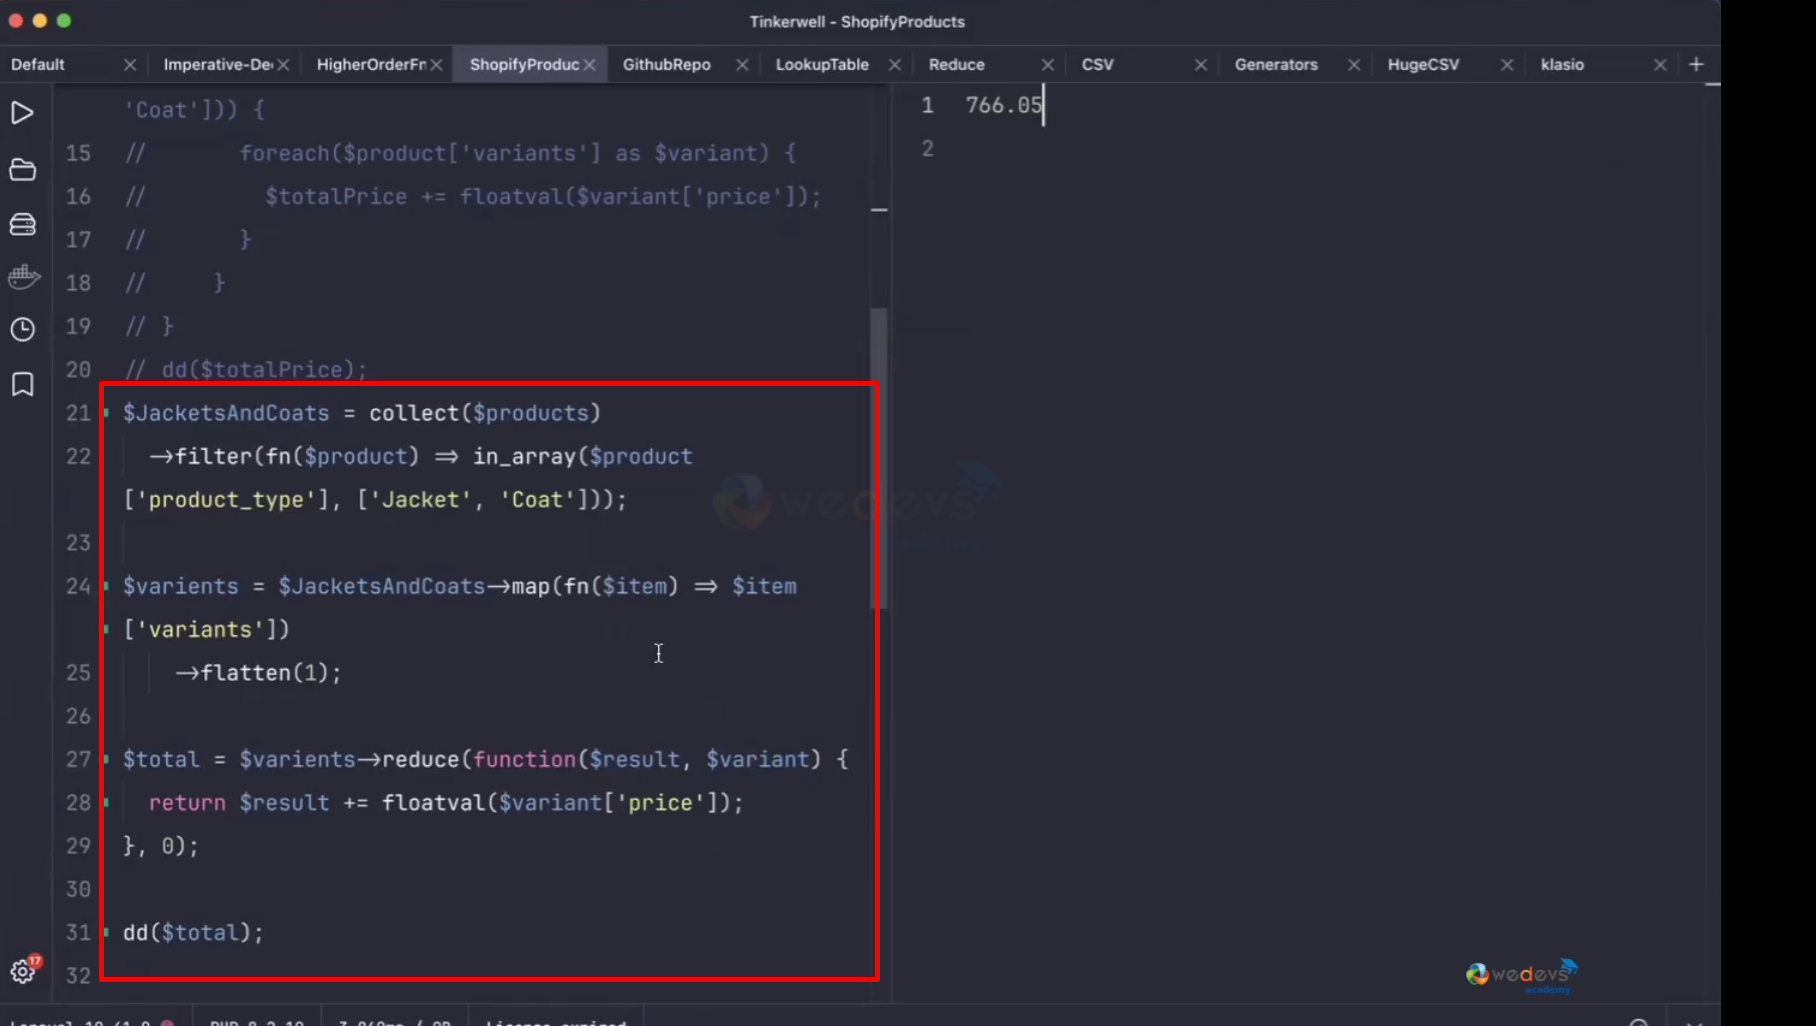 Tinkerwell - ShopifyProducts
Default
Imperative-De
HigherOrderFn
ShopifyProduc
GithubRepo
LookupTable
Reduce
CSV
Generators
HugeCSV
klasio
'Coat'])) {
15 // foreach($product['variants'] as $variant) {
16 // $totalPrice += floatval($variant['price']);
17 // }
18 // }
19 // }
20 // dd($totalPrice);
21 $JacketsAndCoats = collect($products)
22 ->filter(fn($product) => in_array($product
['product_type'], ['Jacket', 'Coat']));
23
24 $varients = $JacketsAndCoats->map(fn($item) => $item
['variants'])
25 ->flatten(1);
26
27 $total = $varients->reduce(function($result, $variant) {
28 return $result += floatval($variant['price']);
29 }, 0);
30
31 dd($total);
32
1 766.05
2
wedevs
wedevs
academy
17
License expired